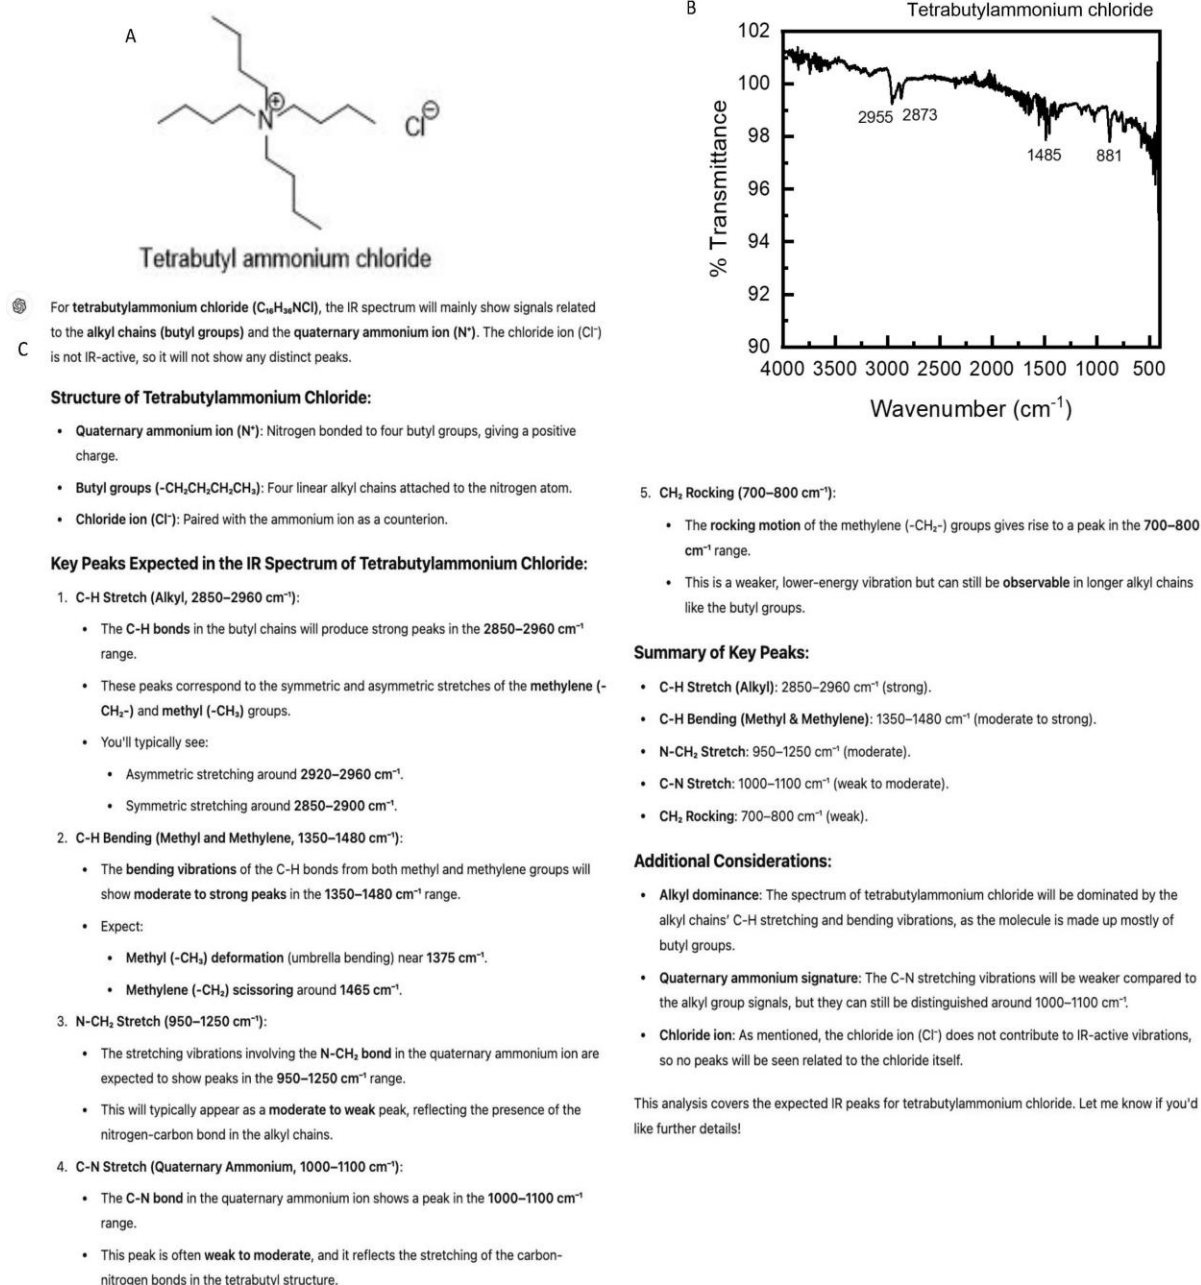 A
N⊕
Cl⊖
Tetrabutyl ammonium chloride
B
Tetrabutylammonium chloride
102
100
98
96
94
92
90
% Transmittance
2955 2873
1485
881
4000 3500 3000 2500 2000 1500 1000 500
Wavenumber (cm⁻¹)
C
For tetrabutylammonium chloride (C₁₆H₃₆NCl), the IR spectrum will mainly show signals related
to the alkyl chains (butyl groups) and the quaternary ammonium ion (N⁺). The chloride ion (Cl⁻)
is not IR-active, so it will not show any distinct peaks.
Structure of Tetrabutylammonium Chloride:
• Quaternary ammonium ion (N⁺): Nitrogen bonded to four butyl groups, giving a positive
charge.
• Butyl groups (-CH₂CH₂CH₂CH₃): Four linear alkyl chains attached to the nitrogen atom.
• Chloride ion (Cl⁻): Paired with the ammonium ion as a counterion.
Key Peaks Expected in the IR Spectrum of Tetrabutylammonium Chloride:
1. C-H Stretch (Alkyl, 2850–2960 cm⁻¹):
• The C-H bonds in the butyl chains will produce strong peaks in the 2850–2960 cm⁻¹
range.
• These peaks correspond to the symmetric and asymmetric stretches of the methylene (-
CH₂-) and methyl (-CH₃) groups.
• You'll typically see:
• Asymmetric stretching around 2920–2960 cm⁻¹.
• Symmetric stretching around 2850–2900 cm⁻¹.
2. C-H Bending (Methyl and Methylene, 1350–1480 cm⁻¹):
• The bending vibrations of the C-H bonds from both methyl and methylene groups will
show moderate to strong peaks in the 1350–1480 cm⁻¹ range.
• Expect:
• Methyl (-CH₃) deformation (umbrella bending) near 1375 cm⁻¹.
• Methylene (-CH₂) scissoring around 1465 cm⁻¹.
3. N-CH₂ Stretch (950–1250 cm⁻¹):
• The stretching vibrations involving the N-CH₂ bond in the quaternary ammonium ion are
expected to show peaks in the 950–1250 cm⁻¹ range.
• This will typically appear as a moderate to weak peak, reflecting the presence of the
nitrogen-carbon bond in the alkyl chains.
4. C-N Stretch (Quaternary Ammonium, 1000–1100 cm⁻¹):
• The C-N bond in the quaternary ammonium ion shows a peak in the 1000–1100 cm⁻¹
range.
• This peak is often weak to moderate, and it reflects the stretching of the carbon-
nitrogen bonds in the tetrabutyl structure.
5. CH₂ Rocking (700–800 cm⁻¹):
• The rocking motion of the methylene (-CH₂-) groups gives rise to a peak in the 700–800
cm⁻¹ range.
• This is a weaker, lower-energy vibration but can still be observable in longer alkyl chains
like the butyl groups.
Summary of Key Peaks:
• C-H Stretch (Alkyl): 2850–2960 cm⁻¹ (strong).
• C-H Bending (Methyl & Methylene): 1350–1480 cm⁻¹ (moderate to strong).
• N-CH₂ Stretch: 950–1250 cm⁻¹ (moderate).
• C-N Stretch: 1000–1100 cm⁻¹ (weak to moderate).
• CH₂ Rocking: 700–800 cm⁻¹ (weak).
Additional Considerations:
• Alkyl dominance: The spectrum of tetrabutylammonium chloride will be dominated by the
alkyl chains' C-H stretching and bending vibrations, as the molecule is made up mostly of
butyl groups.
• Quaternary ammonium signature: The C-N stretching vibrations will be weaker compared to
the alkyl group signals, but they can still be distinguished around 1000–1100 cm⁻¹.
• Chloride ion: As mentioned, the chloride ion (Cl⁻) does not contribute to IR-active vibrations,
so no peaks will be seen related to the chloride itself.
This analysis covers the expected IR peaks for tetrabutylammonium chloride. Let me know if you'd
like further details!